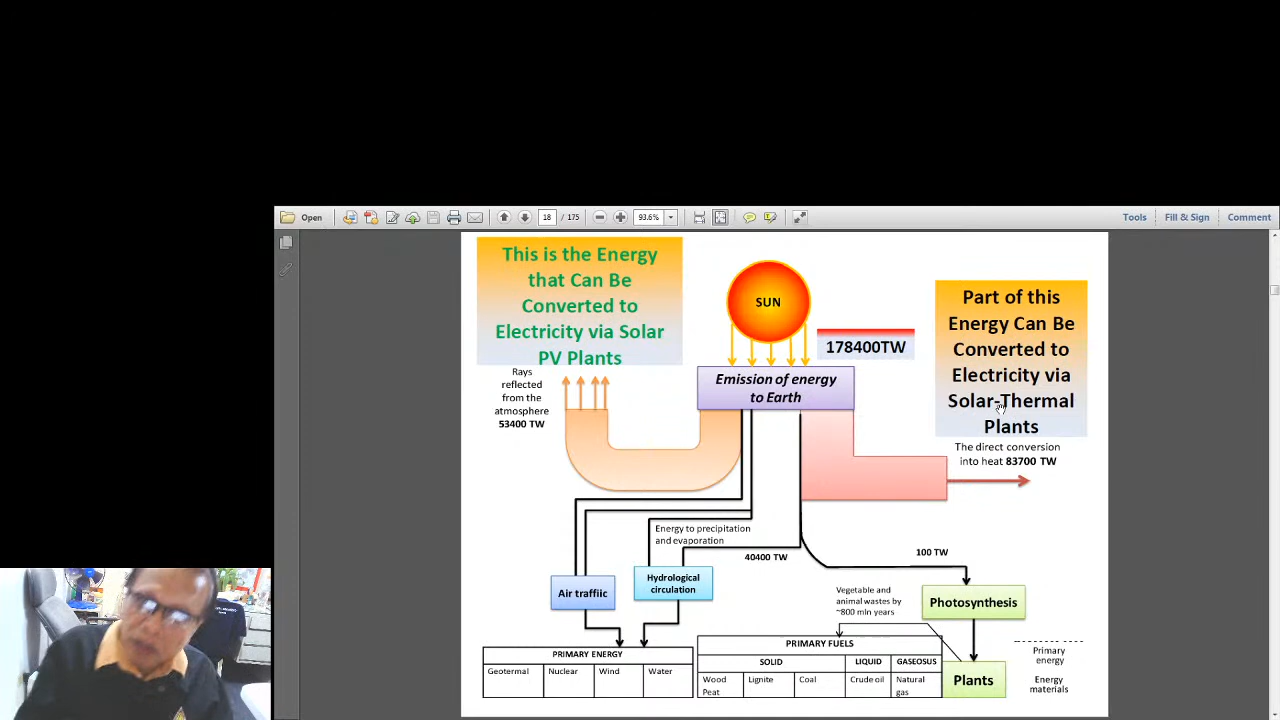 Open
18 / 175
93.6%
Tools
Fill & Sign
Comment
This is the Energy
that Can Be
Converted to
Electricity via Solar
PV Plants
SUN
178400TW
Part of this
Energy Can Be
Converted to
Electricity via
Solar-Thermal
Plants
Emission of energy
to Earth
Rays
reflected
from the
atmosphere
53400 TW
The direct conversion
into heat 83700 TW
Energy to precipitation
and evaporation
40400 TW
100 TW
Air traffiic
Hydrological
circulation
Vegetable and
animal wastes by
~800 mln years
Photosynthesis
PRIMARY ENERGY
Geotermal
Nuclear
Wind
Water
PRIMARY FUELS
SOLID
LIQUID
GASEOSUS
Wood
Peat
Lignite
Coal
Crude oil
Natural
gas
Plants
Primary
energy
Energy
materials